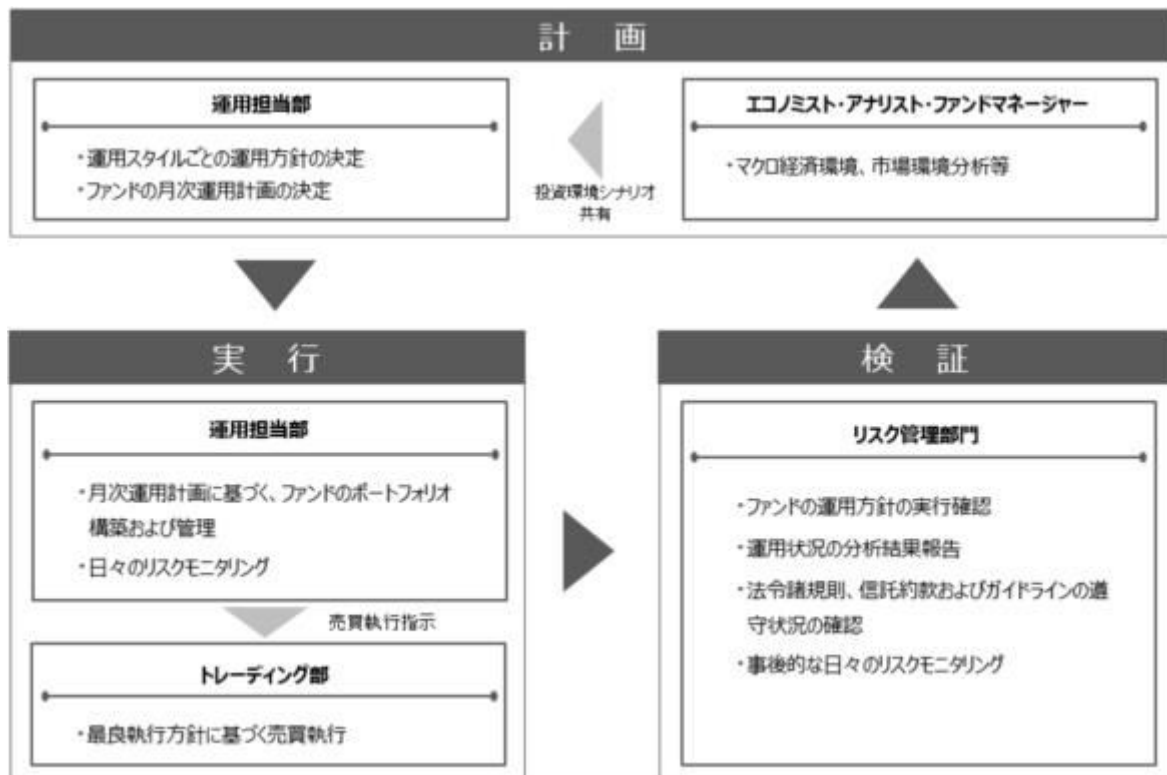 計 画
運用担当部
・運用スタイルごとの運用方針の決定
・ファンドの月次運用計画の決定
投資環境シナリオ
共有
エコノミスト・アナリスト・ファンドマネージャー
・マクロ経済環境、市場環境分析等
実 行
運用担当部
・月次運用計画に基づく、ファンドのポートフォリオ
構築および管理
・日々のリスクモニタリング
売買執行指示
トレーディング部
・最良執行方針に基づく売買執行
検 証
リスク管理部門
・ファンドの運用方針の実行確認
・運用状況の分析結果報告
・法令諸規則、信託約款およびガイドラインの遵
守状況の確認
・事後的な日々のリスクモニタリング